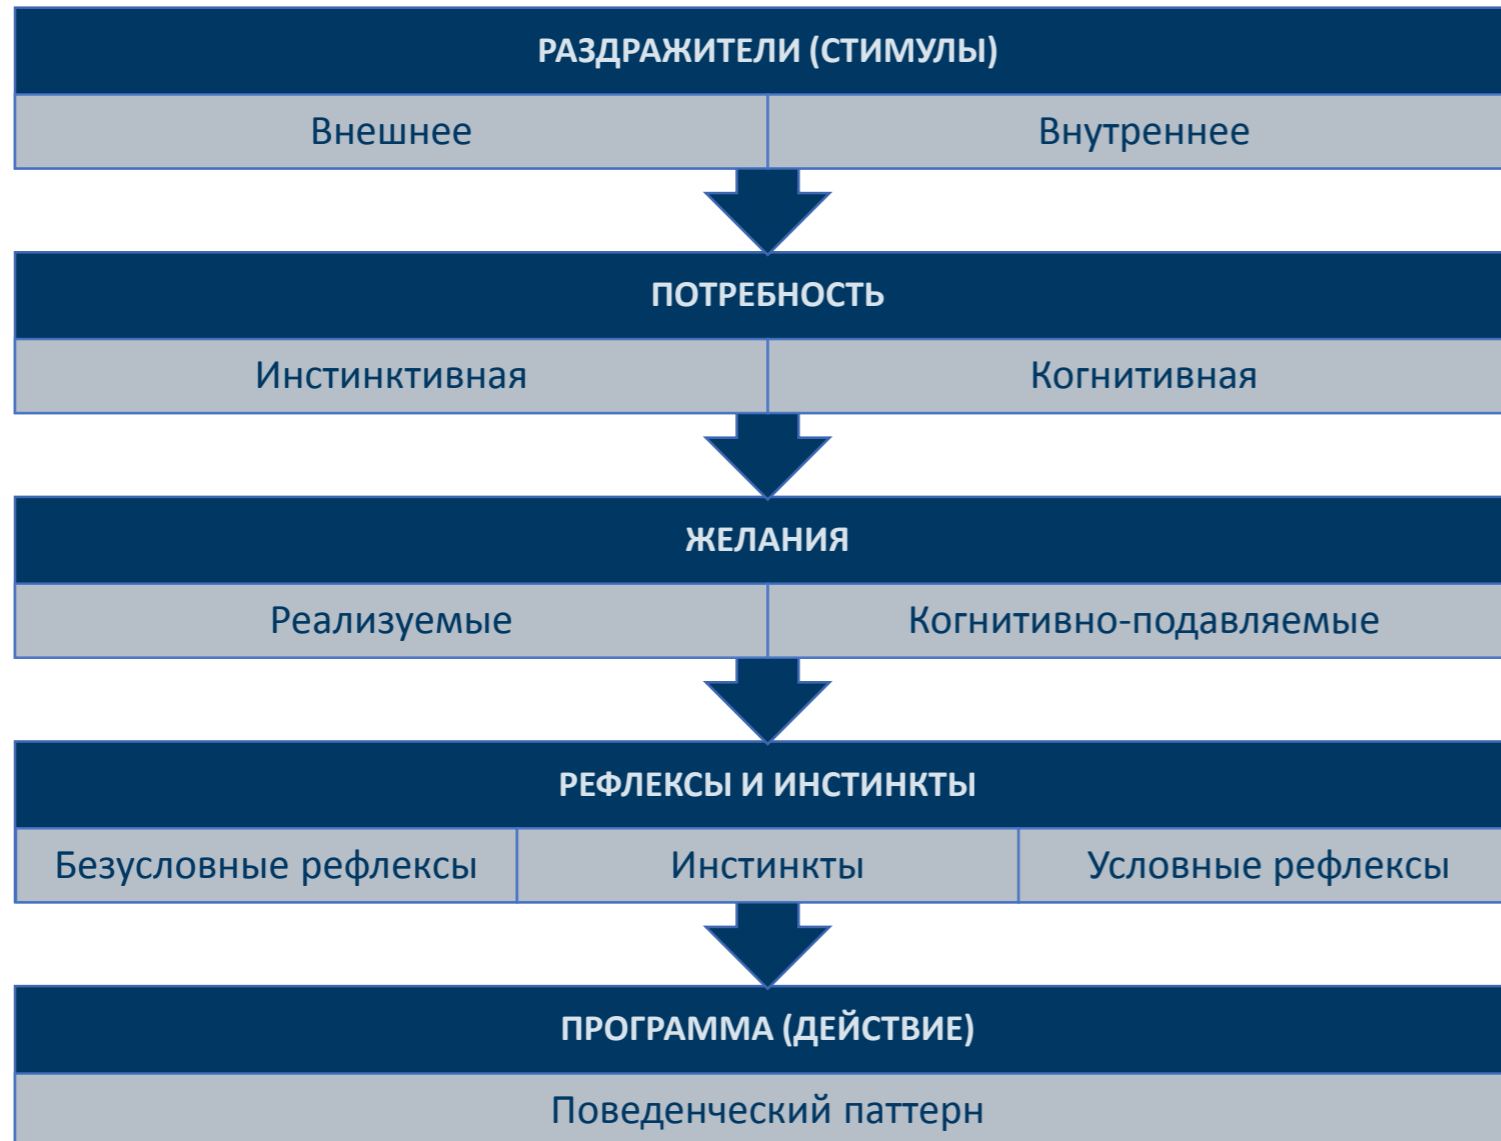 РАЗДРАЖИТЕЛИ (СТИМУЛЫ)
Внешнее
Внутреннее
ПОТРЕБНОСТЬ
Инстинктивная
Когнитивная
ЖЕЛАНИЯ
Реализуемые
Когнитивно-подавляемые
РЕФЛЕКСЫ И ИНСТИНКТЫ
Безусловные рефлексы
Инстинкты
Условные рефлексы
ПРОГРАММА (ДЕЙСТВИЕ)
Поведенческий паттерн